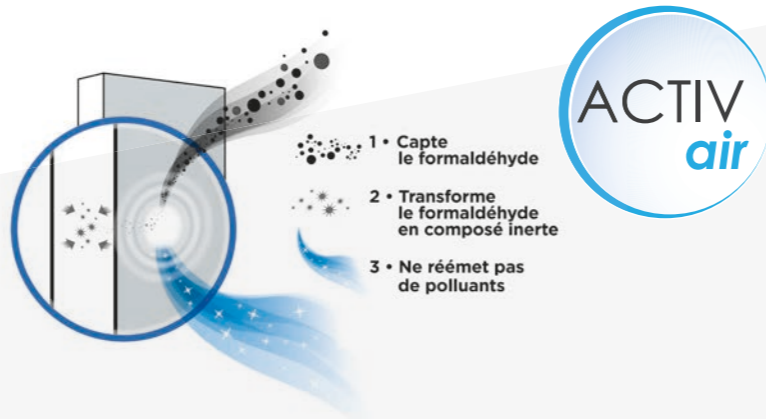 ACTIV
air
1 • Capte
le formaldéhyde
2 • Transforme
le formaldéhyde
en composé inerte
3 • Ne réémet pas
de polluants